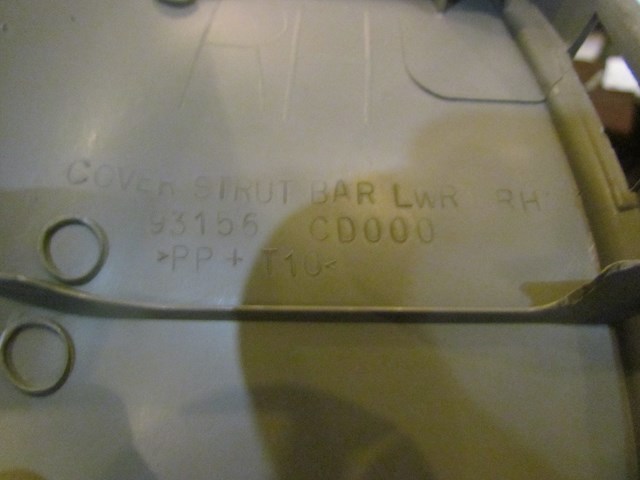 COVER STRUT BAR LWR RH
93156 CD000
>PP + T10<